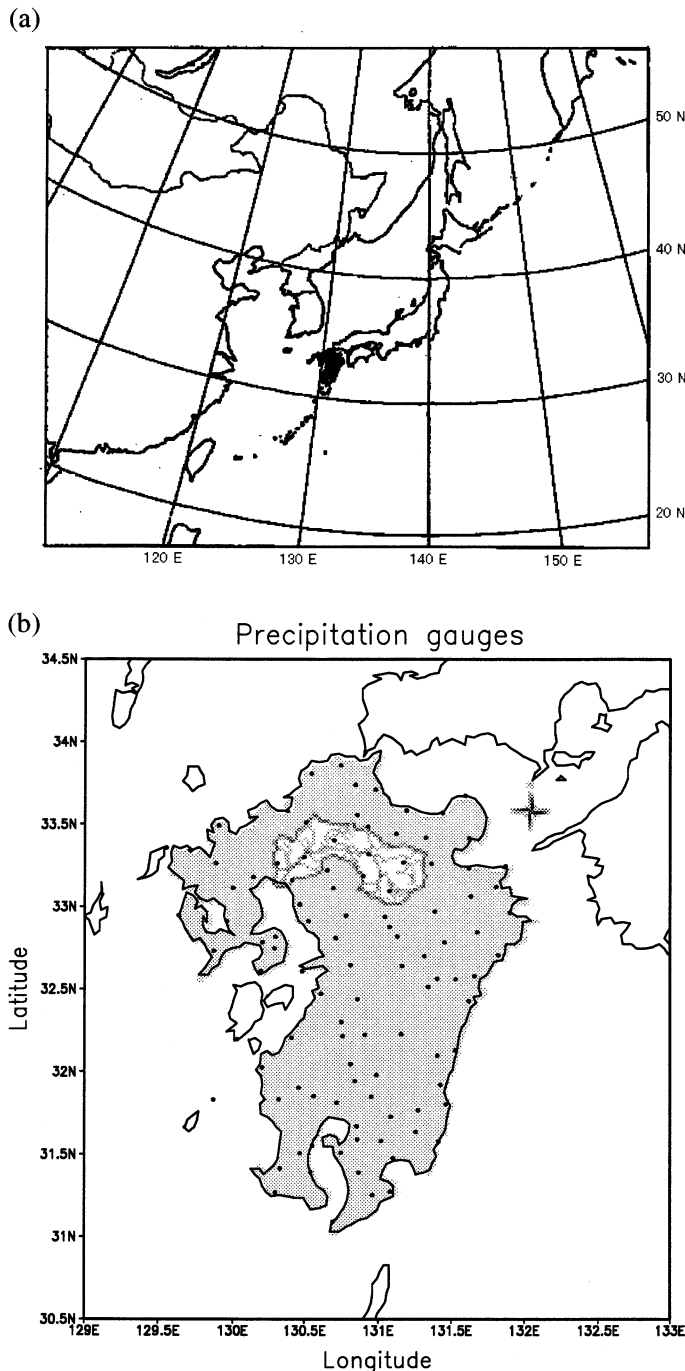 (a)
50 N
40 N
30 N
20 N
120 E
130 E
140 E
150 E
(b)
Precipitation gauges
34.5N
34N
33.5N
33N
32.5N
32N
31.5N
31N
30.5N
Latitude
129E
129.5E
130E
130.5E
131E
131.5E
132E
132.5E
133E
Longitude